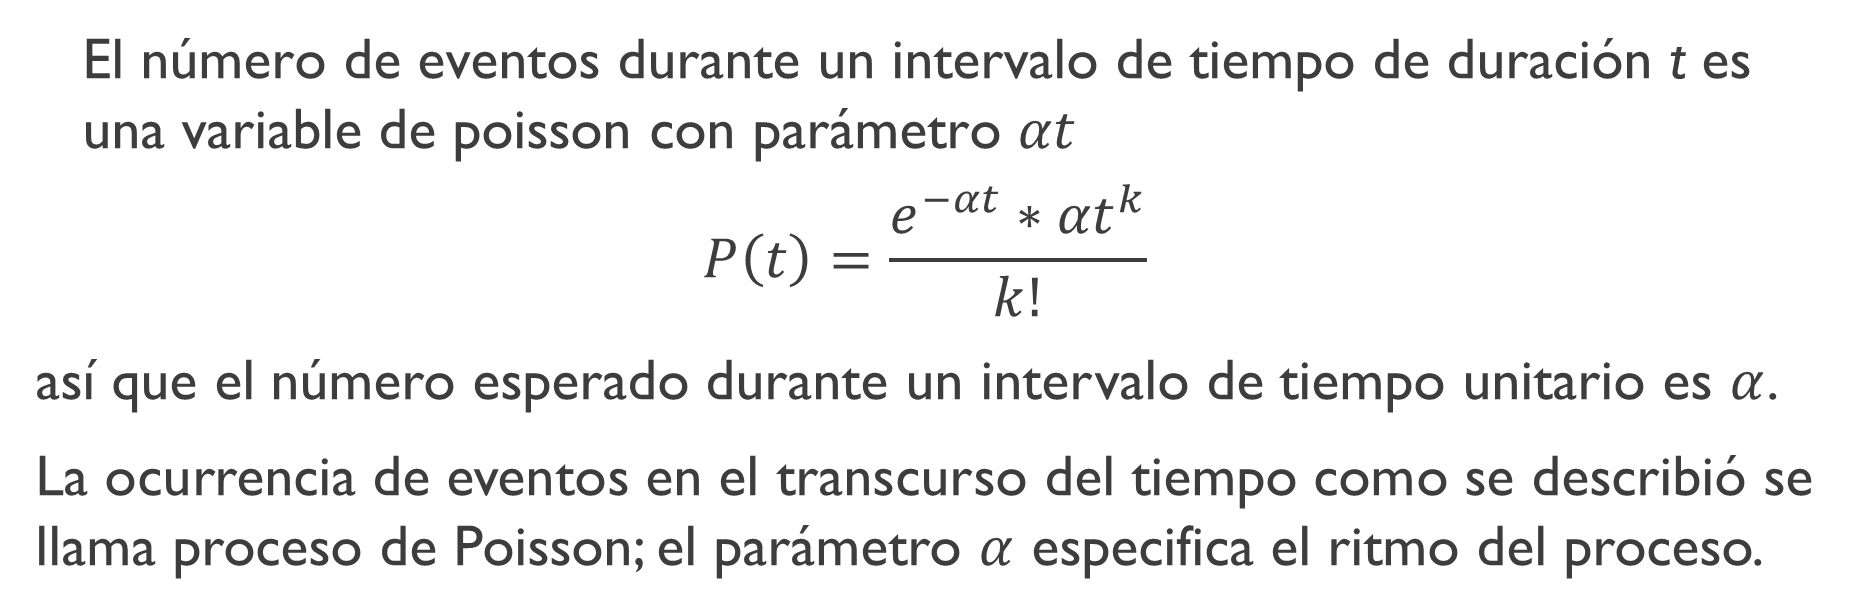 El número de eventos durante un intervalo de tiempo de duración t es
una variable de poisson con parámetro αt
P(t) = \frac{e^{-αt} * αt^k}{k!}
así que el número esperado durante un intervalo de tiempo unitario es α.
La ocurrencia de eventos en el transcurso del tiempo como se describió se
llama proceso de Poisson; el parámetro α especifica el ritmo del proceso.